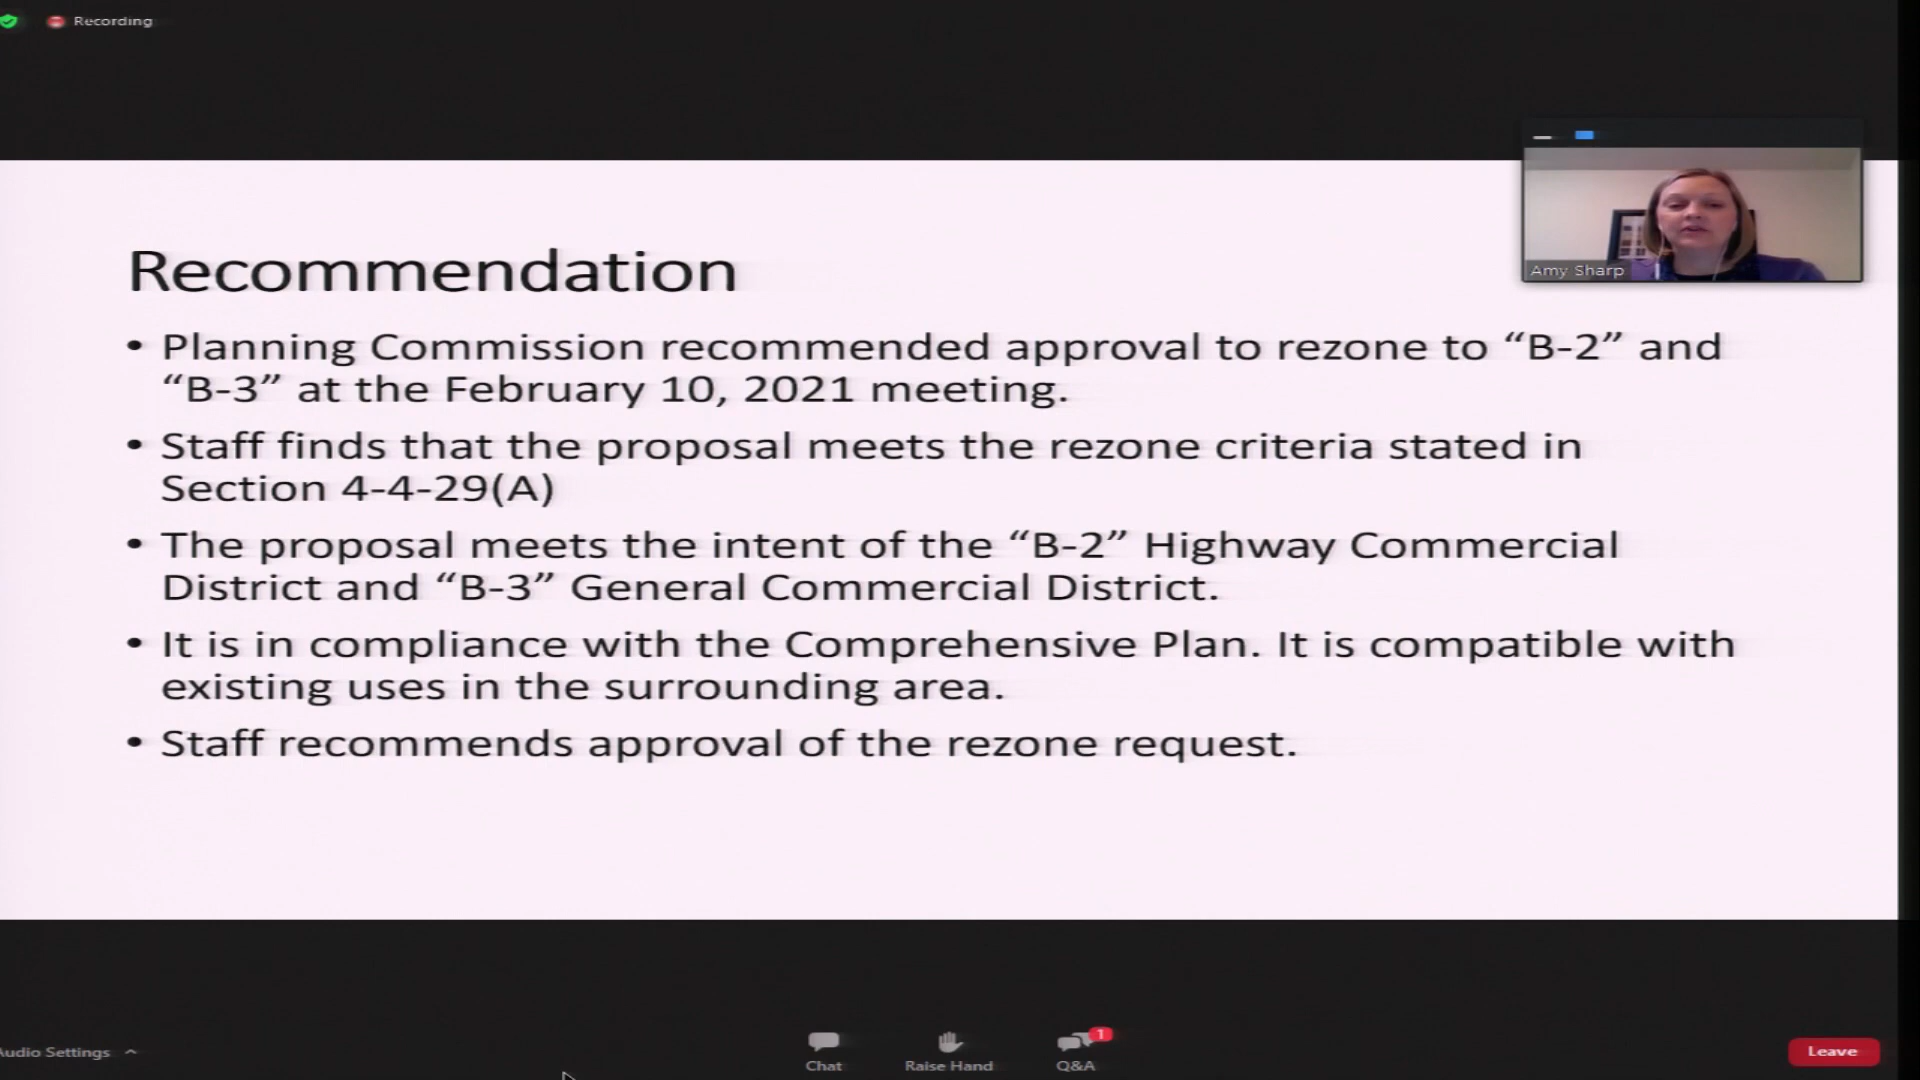 Recording
Amy Sharp
Recommendation
• Planning Commission recommended approval to rezone to “B-2” and
“B-3” at the February 10, 2021 meeting.
• Staff finds that the proposal meets the rezone criteria stated in
Section 4-4-29(A)
• The proposal meets the intent of the “B-2” Highway Commercial
District and “B-3” General Commercial District.
• It is in compliance with the Comprehensive Plan. It is compatible with
existing uses in the surrounding area.
• Staff recommends approval of the rezone request.
Audio Settings
Chat
Raise Hand
1
Q&A
Leave